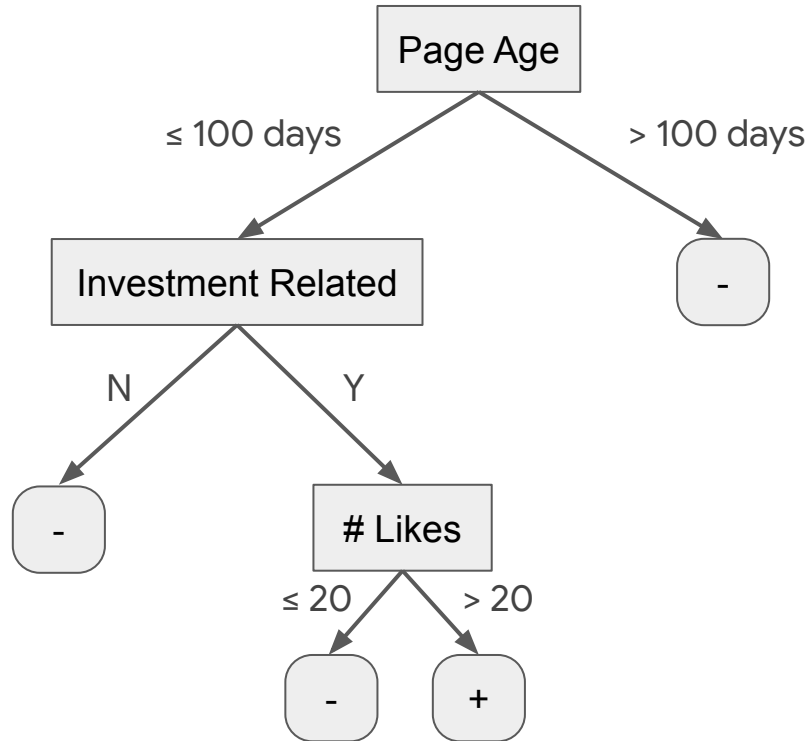 Page Age
≤ 100 days
> 100 days
Investment Related
-
N
Y
-
# Likes
≤ 20
> 20
-
+